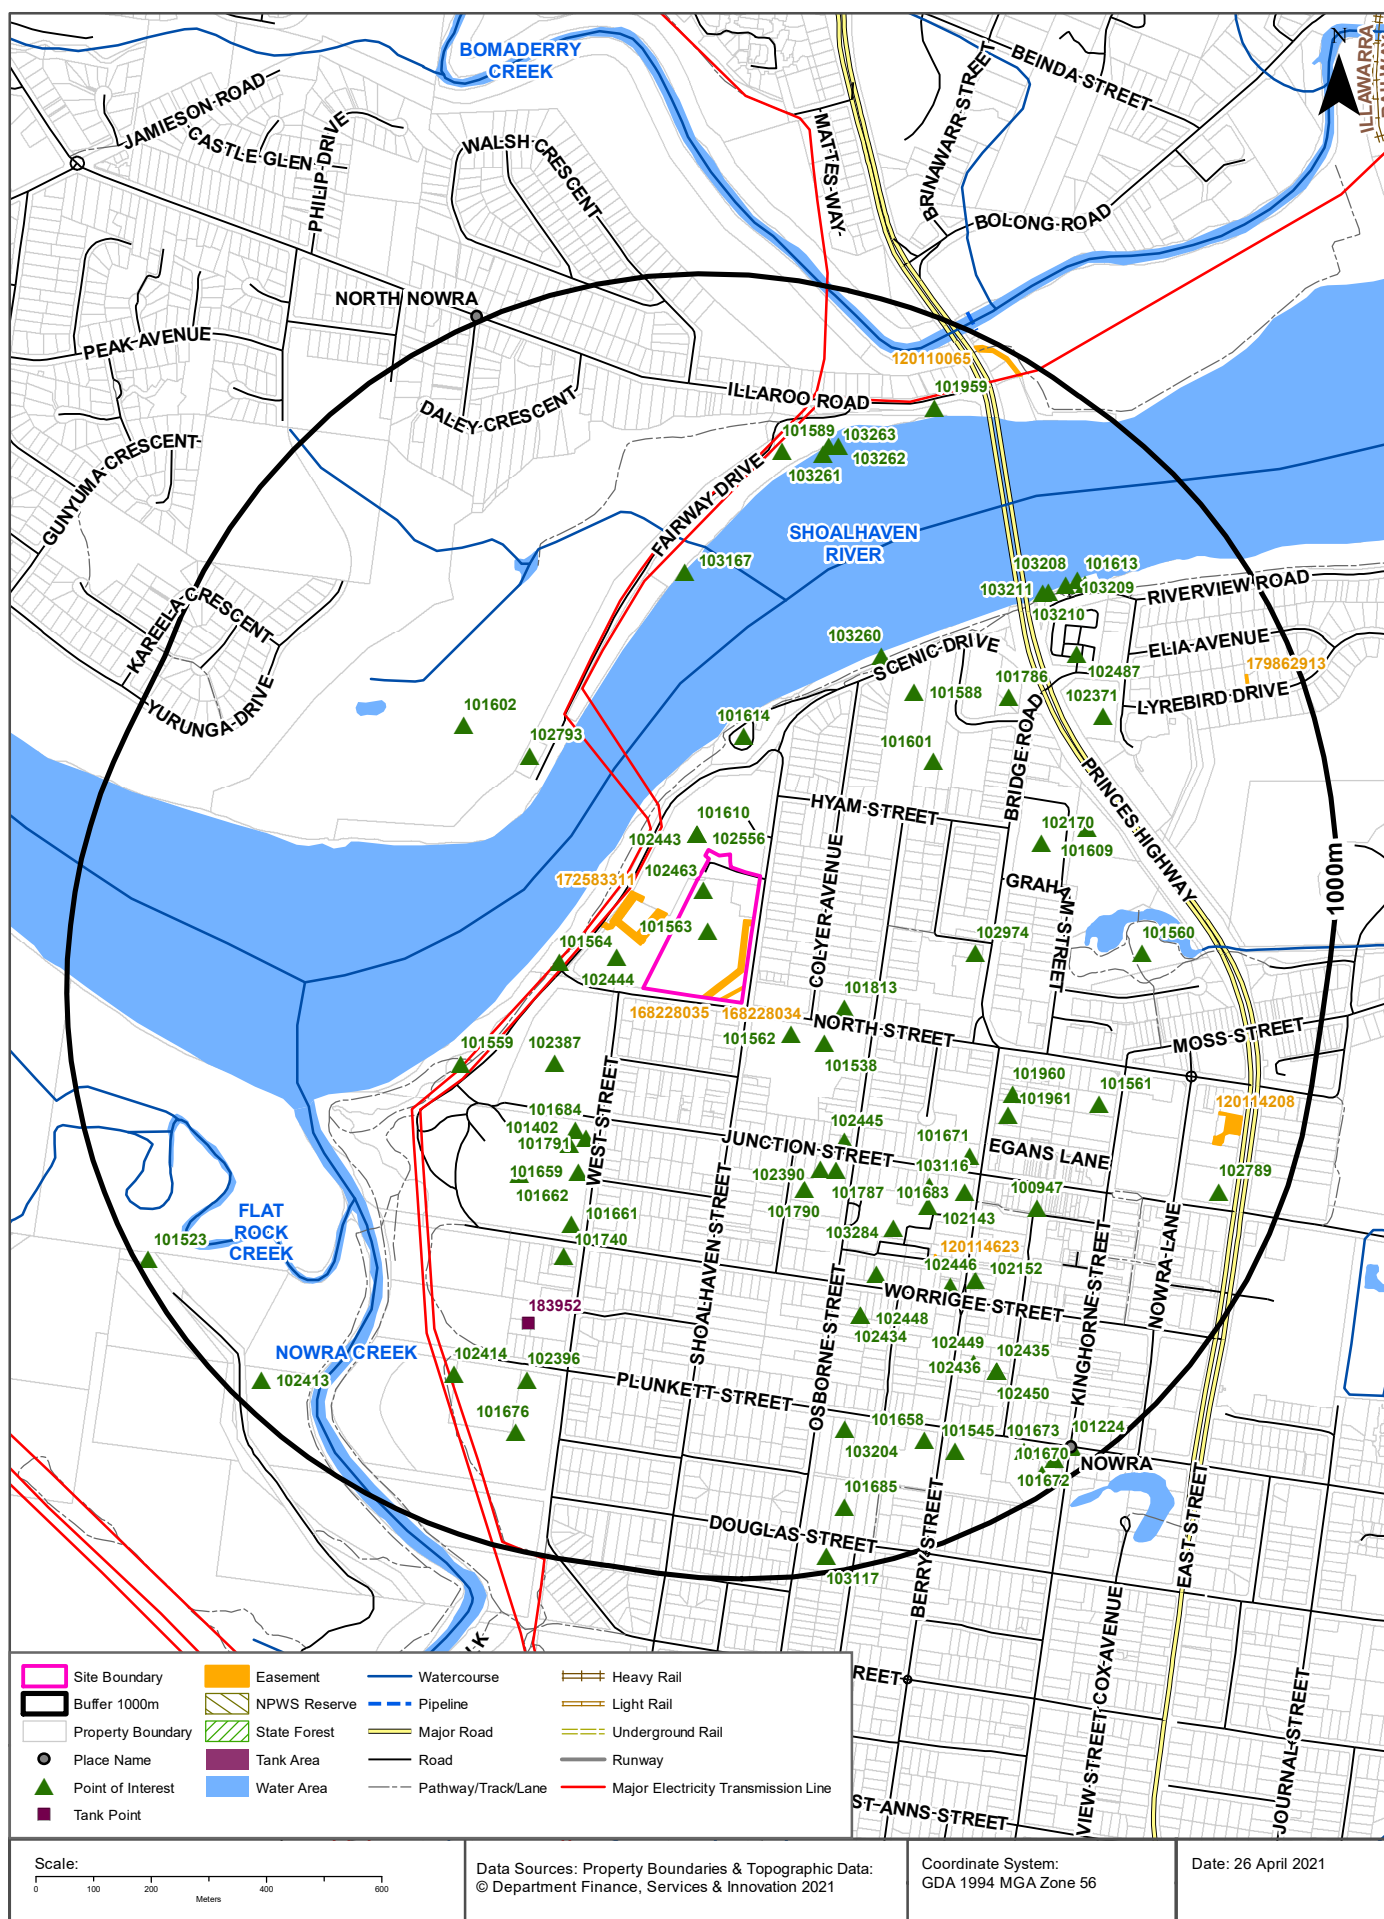 BOMADERRY
CREEK
BEINDA STREET
N
ILLAWARRA
JAMIESON ROAD
CASTLE GLEN
PHILIP DRIVE
WALSH CRESCENT
MATTES WAY
BRINAWARR STREET
BOLONG ROAD
NORTH NOWRA
PEAK AVENUE
120110065
101959
ILLAROO ROAD
DALEY CRESCENT
101589
103263
103262
103261
GUNYUMA CRESCENT
FAIRWAY DRIVE
SHOALHAVEN
RIVER
103167
103208
101613
103211
103209
103210
RIVERVIEW ROAD
KAREELA CRESCENT
ELIA AVENUE
103260
SCENIC DRIVE
179862913
102487
LYREBIRD DRIVE
101588
101786
102371
YURUNGA DRIVE
101602
101614
102793
101601
BRIDGE ROAD
PRINCES HIGHWAY
HYAM STREET
101610
102443
102556
102170
101609
1000m
102463
172583311
GRAHAM STREET
COLYER AVENUE
101563
101564
102974
101560
102444
101813
168228035
168228034
NORTH STREET
101562
MOSS STREET
101559
102387
101538
WEST STREET
101960
101961
101561
120114208
101684
101402
101791
102445
JUNCTION STREET
101671
EGANS LANE
103116
101659
102390
102789
101662
101787
101683
100947
101790
102143
FLAT
ROCK
CREEK
101661
101523
101740
103284
120114623
102446
102152
SHOALHAVEN STREET
KINGHORNE STREET
NOWRA LANE
183952
WORRIGEE STREET
102448
OSBORNE STREET
102434
NOWRA CREEK
102449
102435
102414
102396
102436
102413
PLUNKETT STREET
102450
101676
101658
101545
101673
101224
103204
101670
NOWRA
101672
101685
DOUGLAS STREET
EAST STREET
103117
BERRY STREET
VIEW STREET
COX AVENUE
JOURNAL STREET
REET
ST ANNS STREET
Site Boundary
Easement
Watercourse
Heavy Rail
Buffer 1000m
NPWS Reserve
Pipeline
Light Rail
Property Boundary
State Forest
Major Road
Underground Rail
Place Name
Tank Area
Road
Runway
Point of Interest
Water Area
Pathway/Track/Lane
Major Electricity Transmission Line
Tank Point
Scale:
0 100 200 400 600
Meters
Data Sources: Property Boundaries & Topographic Data:
© Department Finance, Services & Innovation 2021
Coordinate System:
GDA 1994 MGA Zone 56
Date: 26 April 2021